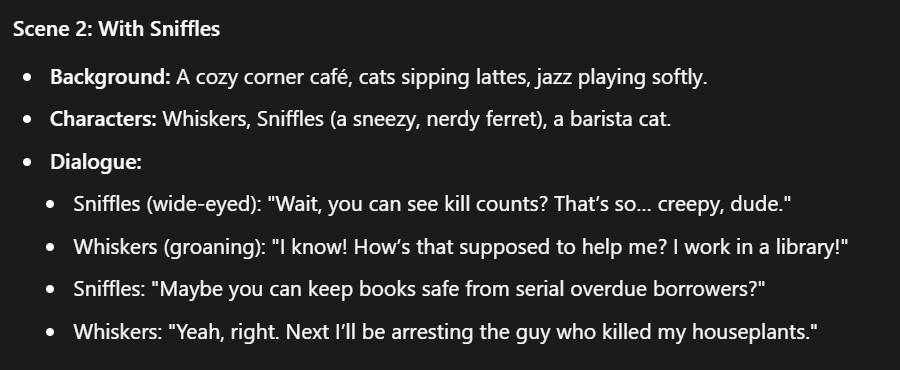 Scene 2: With Sniffles
Background: A cozy corner café, cats sipping lattes, jazz playing softly.
Characters: Whiskers, Sniffles (a sneezy, nerdy ferret), a barista cat.
Dialogue:
Sniffles (wide-eyed): "Wait, you can see kill counts? That’s so... creepy, dude."
Whiskers (groaning): "I know! How’s that supposed to help me? I work in a library!"
Sniffles: "Maybe you can keep books safe from serial overdue borrowers?"
Whiskers: "Yeah, right. Next I’ll be arresting the guy who killed my houseplants."